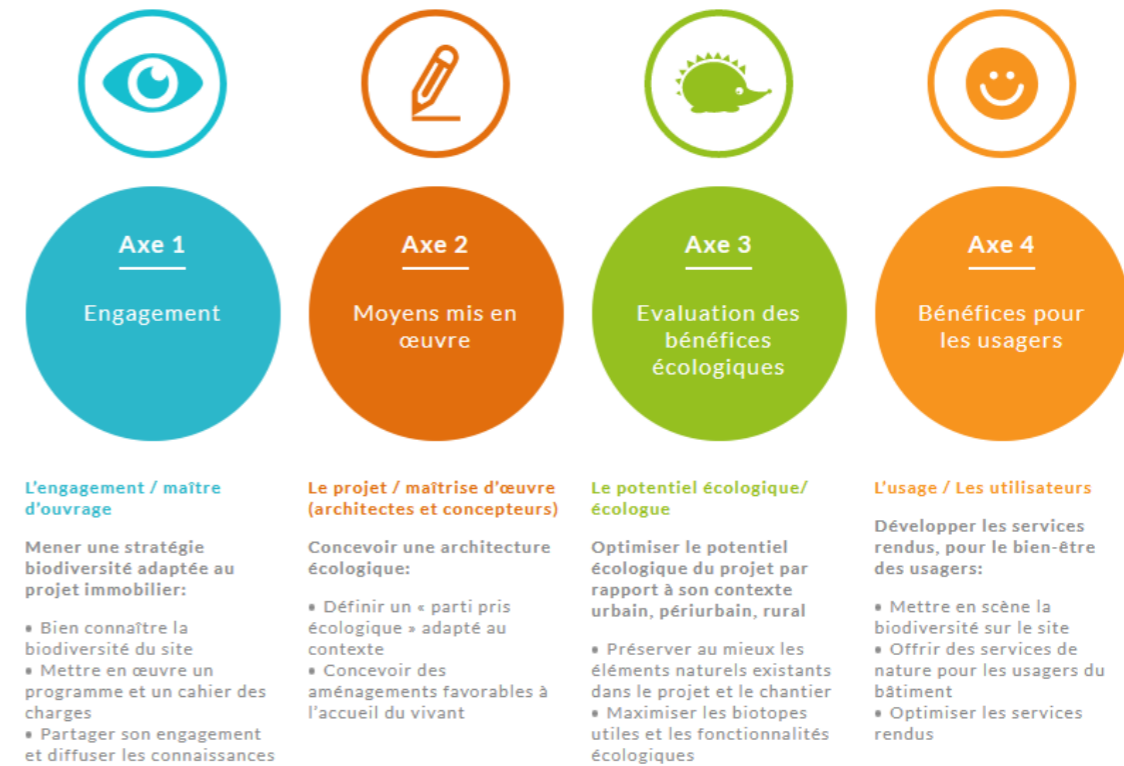 Axe 1
Engagement
Axe 2
Moyens mis en
œuvre
Axe 3
Evaluation des
bénéfices
écologiques
Axe 4
Bénéfices pour
les usagers
L'engagement / maître
d'ouvrage
Mener une stratégie
biodiversité adaptée au
projet immobilier:
• Bien connaître la
biodiversité du site
• Mettre en œuvre un
programme et un cahier des
charges
• Partager son engagement
et diffuser les connaissances
Le projet / maîtrise d'œuvre
(architectes et concepteurs)
Concevoir une architecture
écologique:
• Définir un « parti pris
écologique » adapté au
contexte
• Concevoir des
aménagements favorables à
l'accueil du vivant
Le potentiel écologique/
écologue
Optimiser le potentiel
écologique du projet par
rapport à son contexte
urbain, périurbain, rural
• Préserver au mieux les
éléments naturels existants
dans le projet et le chantier
• Maximiser les biotopes
utiles et les fonctionnalités
écologiques
L'usage / Les utilisateurs
Développer les services
rendus, pour le bien-être
des usagers:
• Mettre en scène la
biodiversité sur le site
• Offrir des services de
nature pour les usagers du
bâtiment
• Optimiser les services
rendus